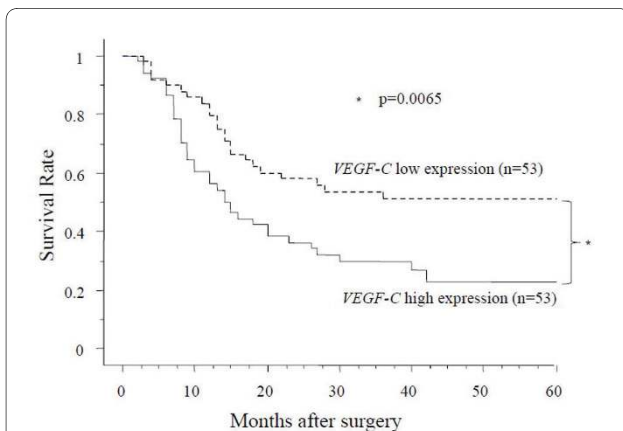 1
0.8
0.6
0.4
0.2
0
Survival Rate
* p=0.0065
VEGF-C low expression (n=53)
*
VEGF-C high expression (n=53)
0 10 20 30 40 50 60
Months after surgery